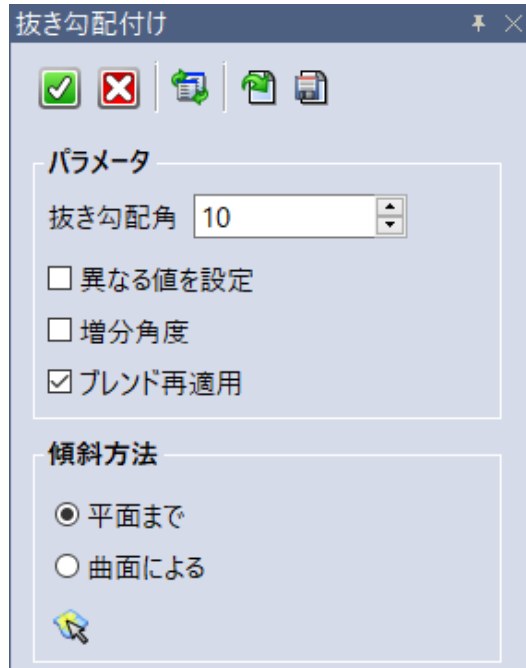 抜き勾配付け
パラメータ
抜き勾配角 10
異なる値を設定
増分角度
ブレンド再適用
傾斜方法
平面まで
曲面による